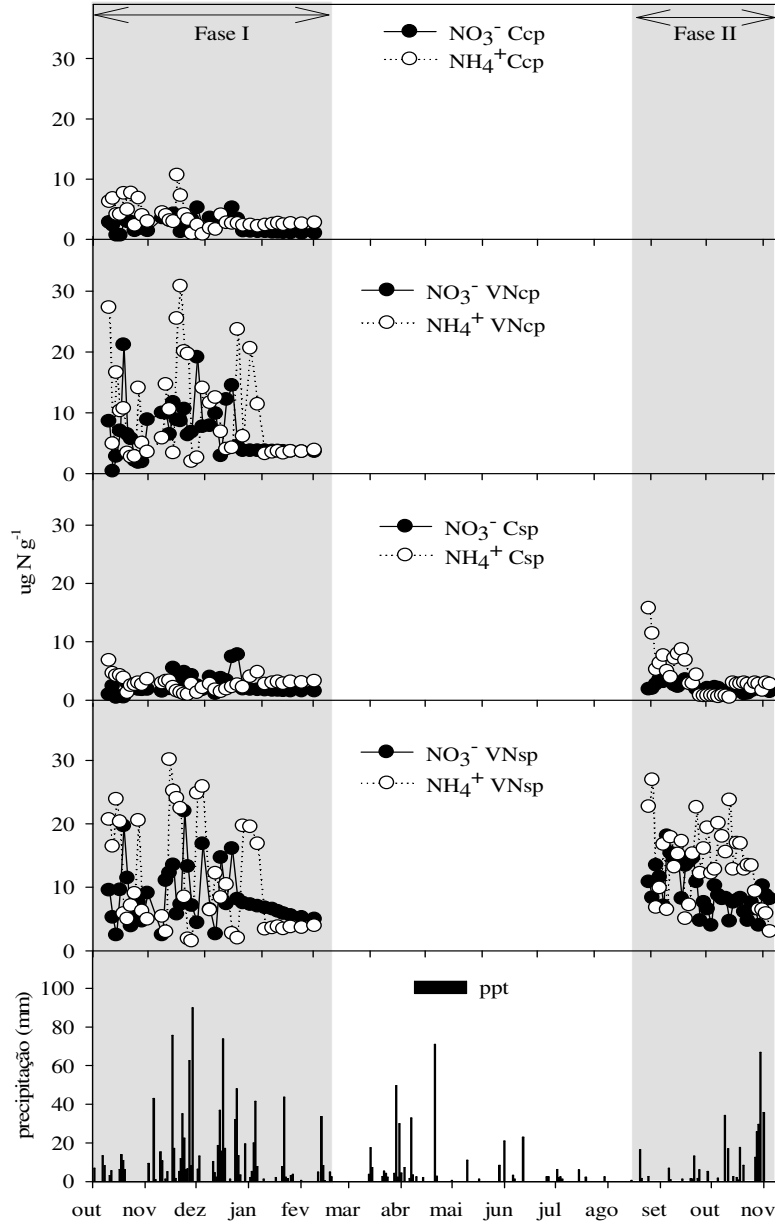 Fase I
Fase II
NO₃⁻ Ccp
NH₄⁺Ccp
30
20
10
0
NO₃⁻ VNcp
NH₄⁺ VNcp
30
20
10
0
NO₃⁻ Csp
NH₄⁺ Csp
30
20
10
0
ug N g⁻¹
NO₃⁻ VNsp
NH₄⁺ VNsp
30
20
10
0
ppt
100
80
60
40
20
0
precipitação (mm)
out nov dez jan fev mar abr mai jun jul ago set out nov